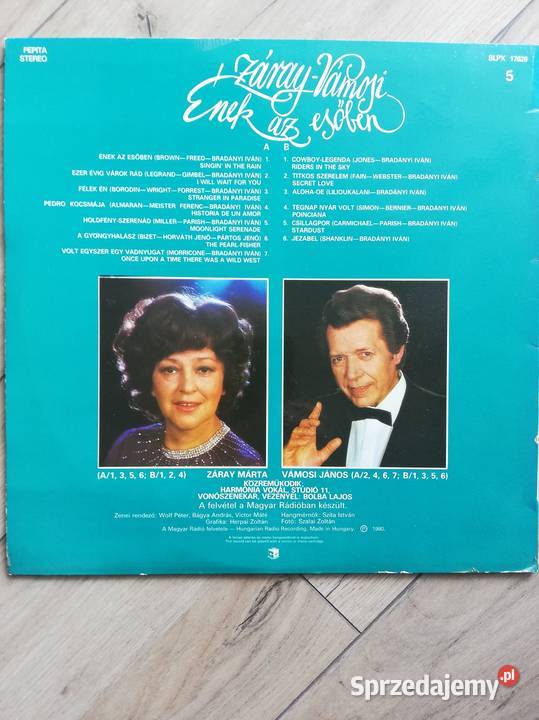 PEPITA
STEREO
SLPX 17628
5
Záray-Vámosi
Ének az esőben
A B
ÉNEK AZ ESŐBEN (BROWN—FREED—BRADÁNYI IVÁN) 1.
SINGIN' IN THE RAIN
EZER ÉVIG VÁROK RÁD (LEGRAND—GIMBEL—BRADÁNYI IVÁN) 2.
I WILL WAIT FOR YOU
FÉLEK ÉN (BORODIN—WRIGHT—FORREST—BRADÁNYI IVÁN) 3.
STRANGER IN PARADISE
PEDRO KOCSMÁJA (ALMARAN—MEISTER FERENC—BRADÁNYI IVÁN) 4.
HISTORIA DE UN AMOR
HOLDFÉNY-SZERENÁD (MILLER—PARISH—BRADÁNYI IVÁN) 5.
MOONLIGHT SERENADE
A GYÖNGYHALÁSZ (BIZET—HORVÁTH JENŐ—PÁRTOS JENŐ) 6.
THE PEARL-FISHER
VOLT EGYSZER EGY VADNYUGAT (MORRICONE—BRADÁNYI IVÁN) 7.
ONCE UPON A TIME THERE WAS A WILD WEST
1. COWBOY-LEGENDA (JONES—BRADÁNYI IVÁN)
RIDERS IN THE SKY
2. TITKOS SZERELEM (FAIN—WEBSTER—BRADÁNYI IVÁN)
SECRET LOVE
3. ALOHA-OE (LILIOUKALANI—BRADÁNYI IVÁN)
4. TEGNAP NYÁR VOLT (SIMON—BERNIER—BRADÁNYI IVÁN)
POINCIANA
5. CSILLAGPOR (CARMICHAEL—PARISH—BRADÁNYI IVÁN)
STARDUST
6. JEZABEL (SHANKLIN—BRADÁNYI IVÁN)
(A/1, 3, 5, 6; B/1, 2, 4) ZÁRAY MÁRTA VÁMOSI JÁNOS (A/2, 4, 6, 7; B/1, 3, 5, 6)
KÖZREMŰKÖDIK:
HARMÓNIA VOKÁL, STÚDIÓ 11,
VONÓSZENEKAR, VEZÉNYEL: BOLBA LAJOS
A felvétel a Magyar Rádióban készült.
Zenei rendező: Wolf Péter, Bágya András, Victor Máté Hangmérnök: Szita István
Grafika: Herpai Zoltán Fotó: Szalai Zoltán
A Magyar Rádió felvétele — Hungarian Radio Recording. Made in Hungary. Ⓟ 1980.
Sprzedajemy.pl